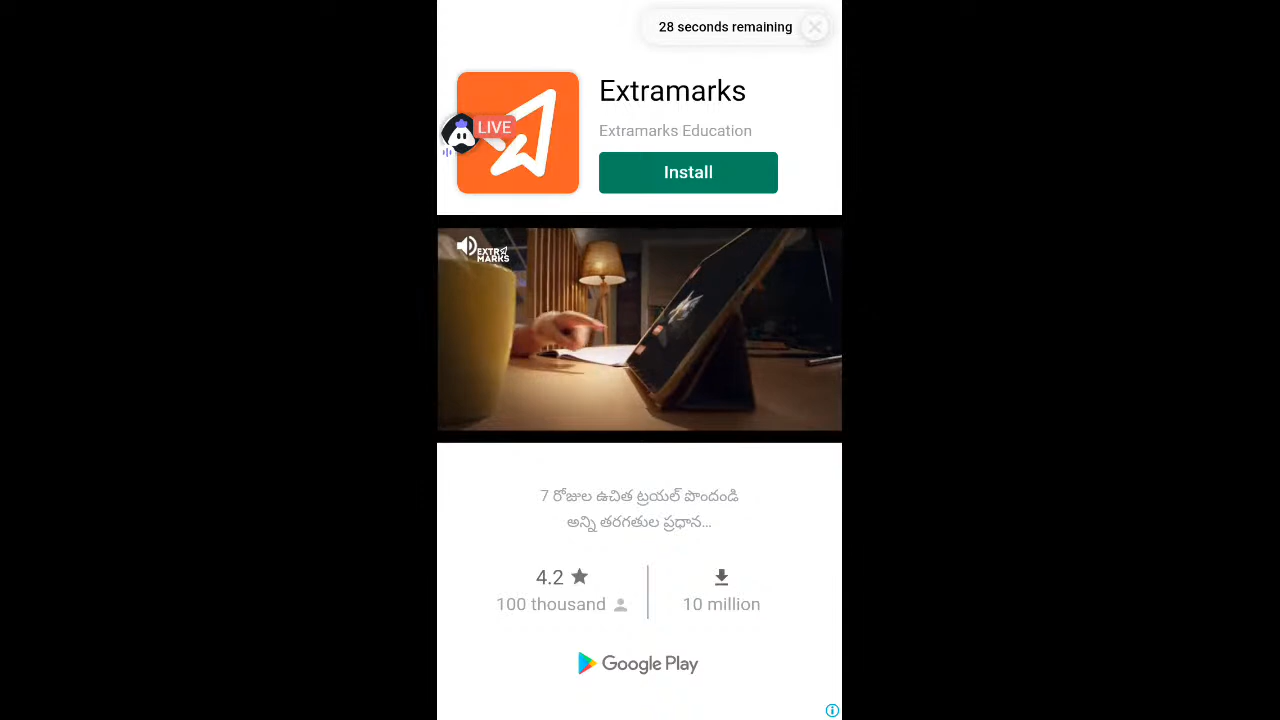 28 seconds remaining
Extramarks
Extramarks Education
LIVE
Install
EXTRA
MARKS
7 రోజుల ఉచిత ట్రయల్ పొందండి
అన్ని తరగతుల ప్రధాన...
4.2
100 thousand
10 million
Google Play